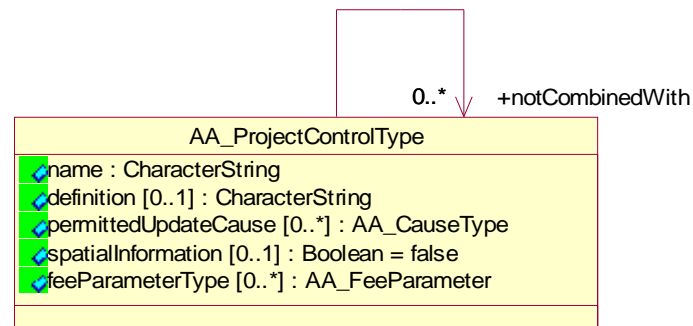 0..* +notCombinedWith
AA_ProjectControlType
name : CharacterString
definition [0..1] : CharacterString
permittedUpdateCause [0..*] : AA_CauseType
spatialInformation [0..1] : Boolean = false
feeParameterType [0..*] : AA_FeeParameter